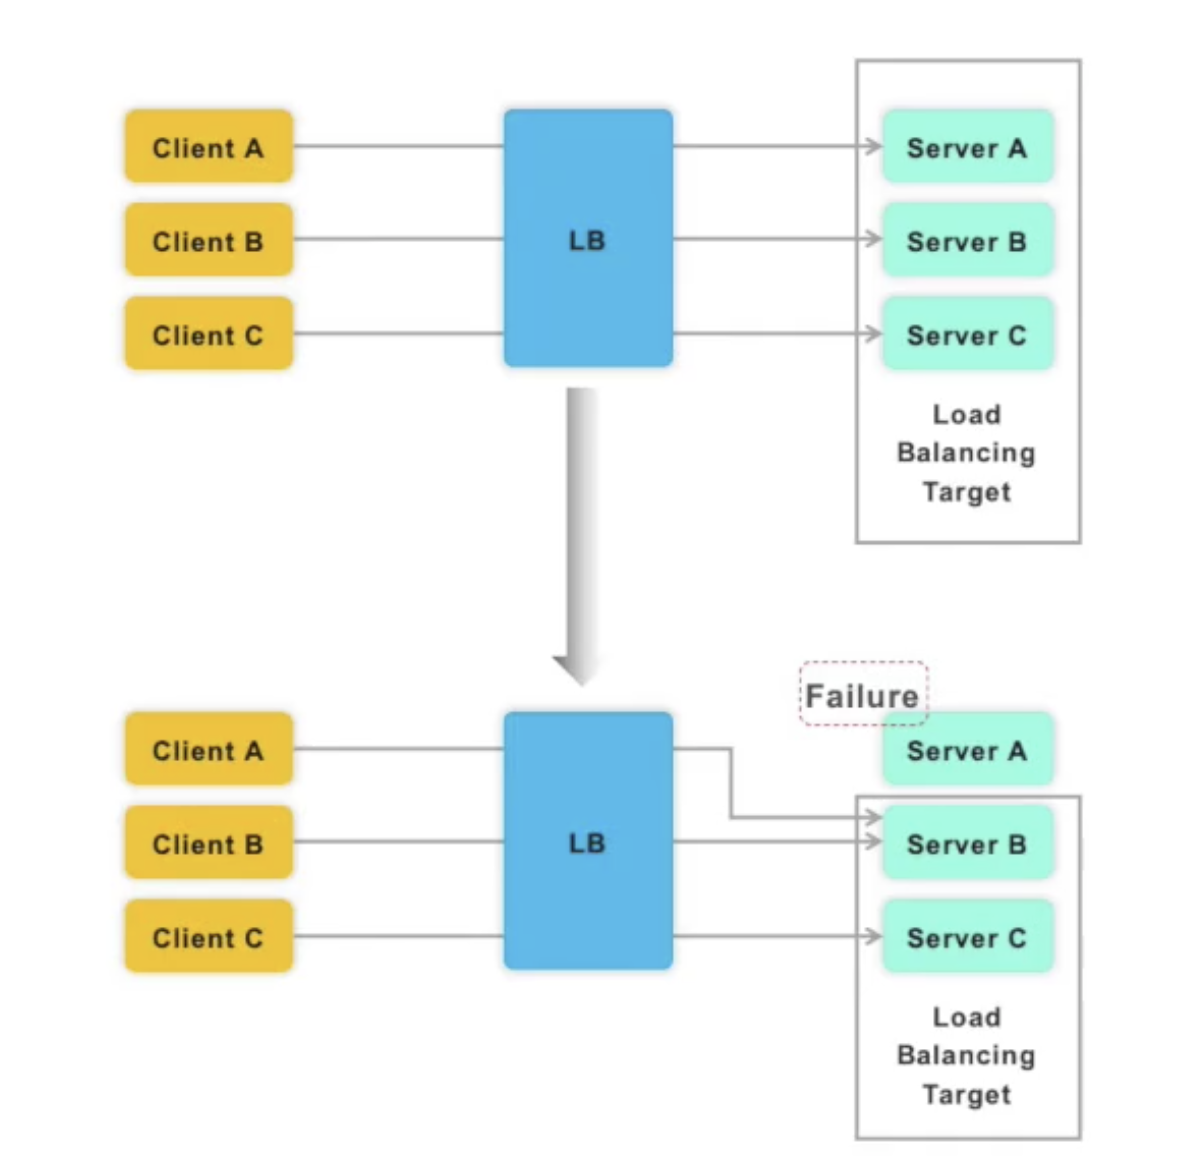 Client A
Client B
Client C
LB
Server A
Server B
Server C
Load
Balancing
Target
Failure
Client A
Client B
Client C
LB
Server A
Server B
Server C
Load
Balancing
Target